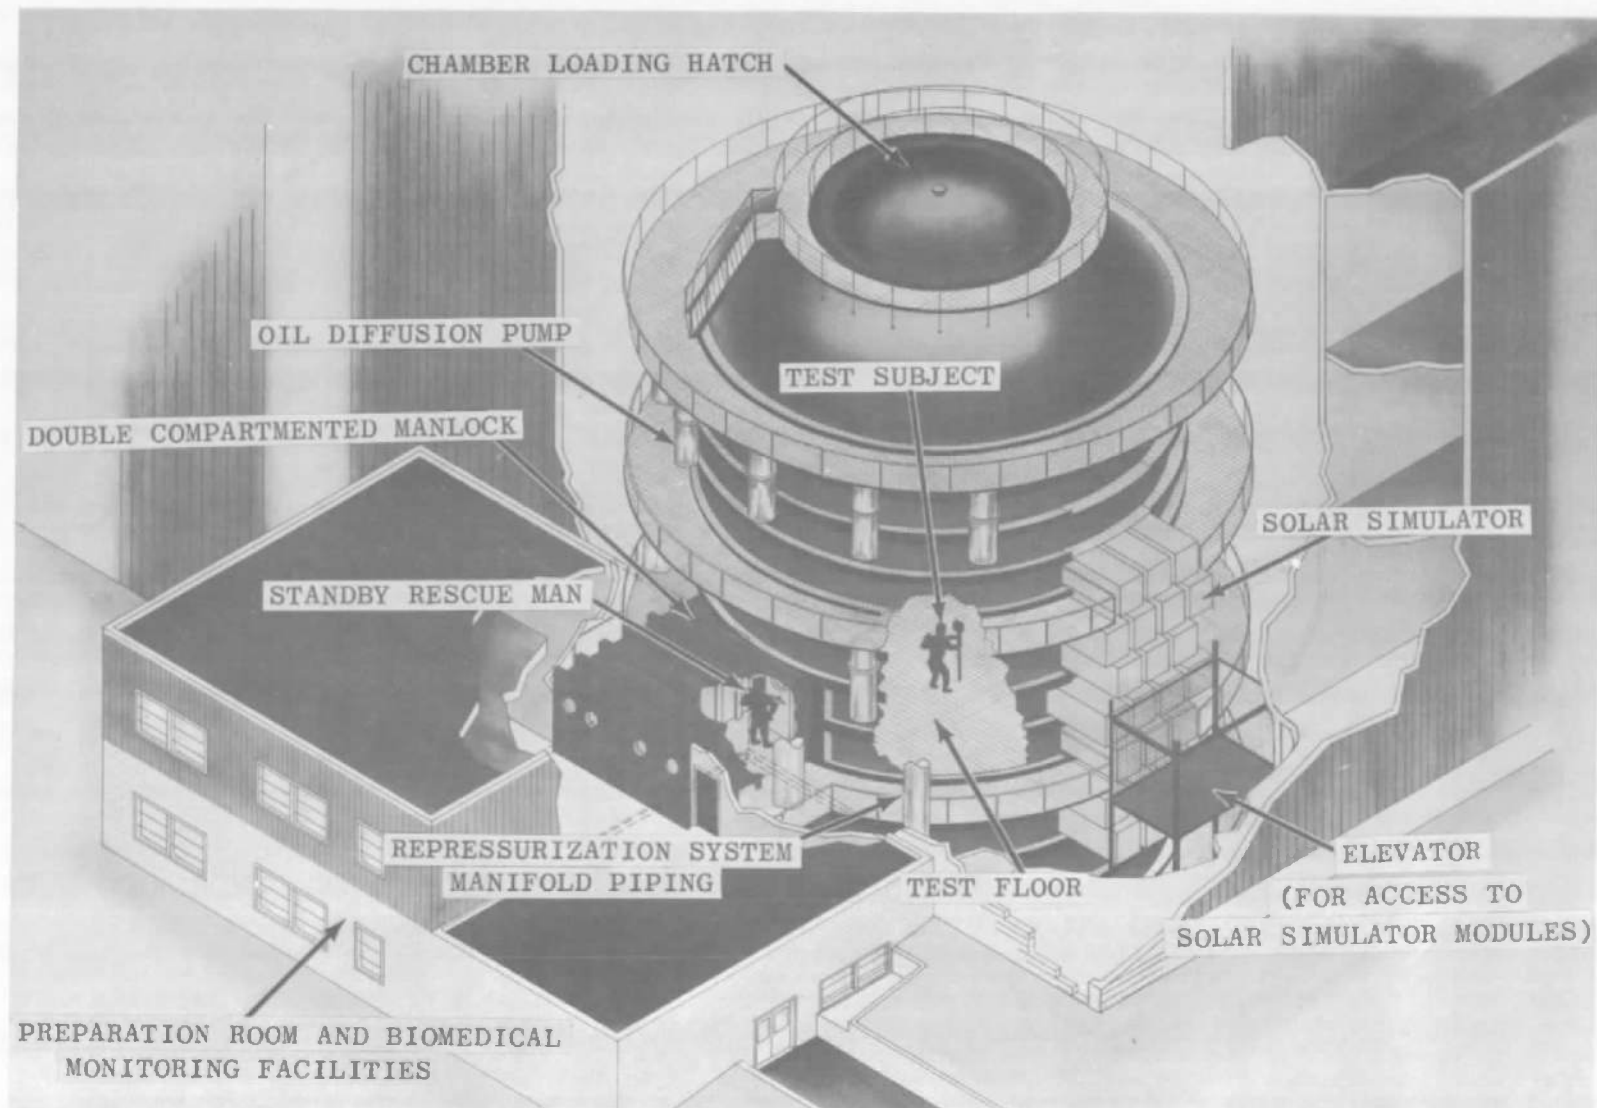 CHAMBER LOADING HATCH
OIL DIFFUSION PUMP
TEST SUBJECT
DOUBLE COMPARTMENTED MANLOCK
SOLAR SIMULATOR
STANDBY RESCUE MAN
REPRESSURIZATION SYSTEM
MANIFOLD PIPING
TEST FLOOR
ELEVATOR
(FOR ACCESS TO
SOLAR SIMULATOR MODULES)
PREPARATION ROOM AND BIOMEDICAL
MONITORING FACILITIES